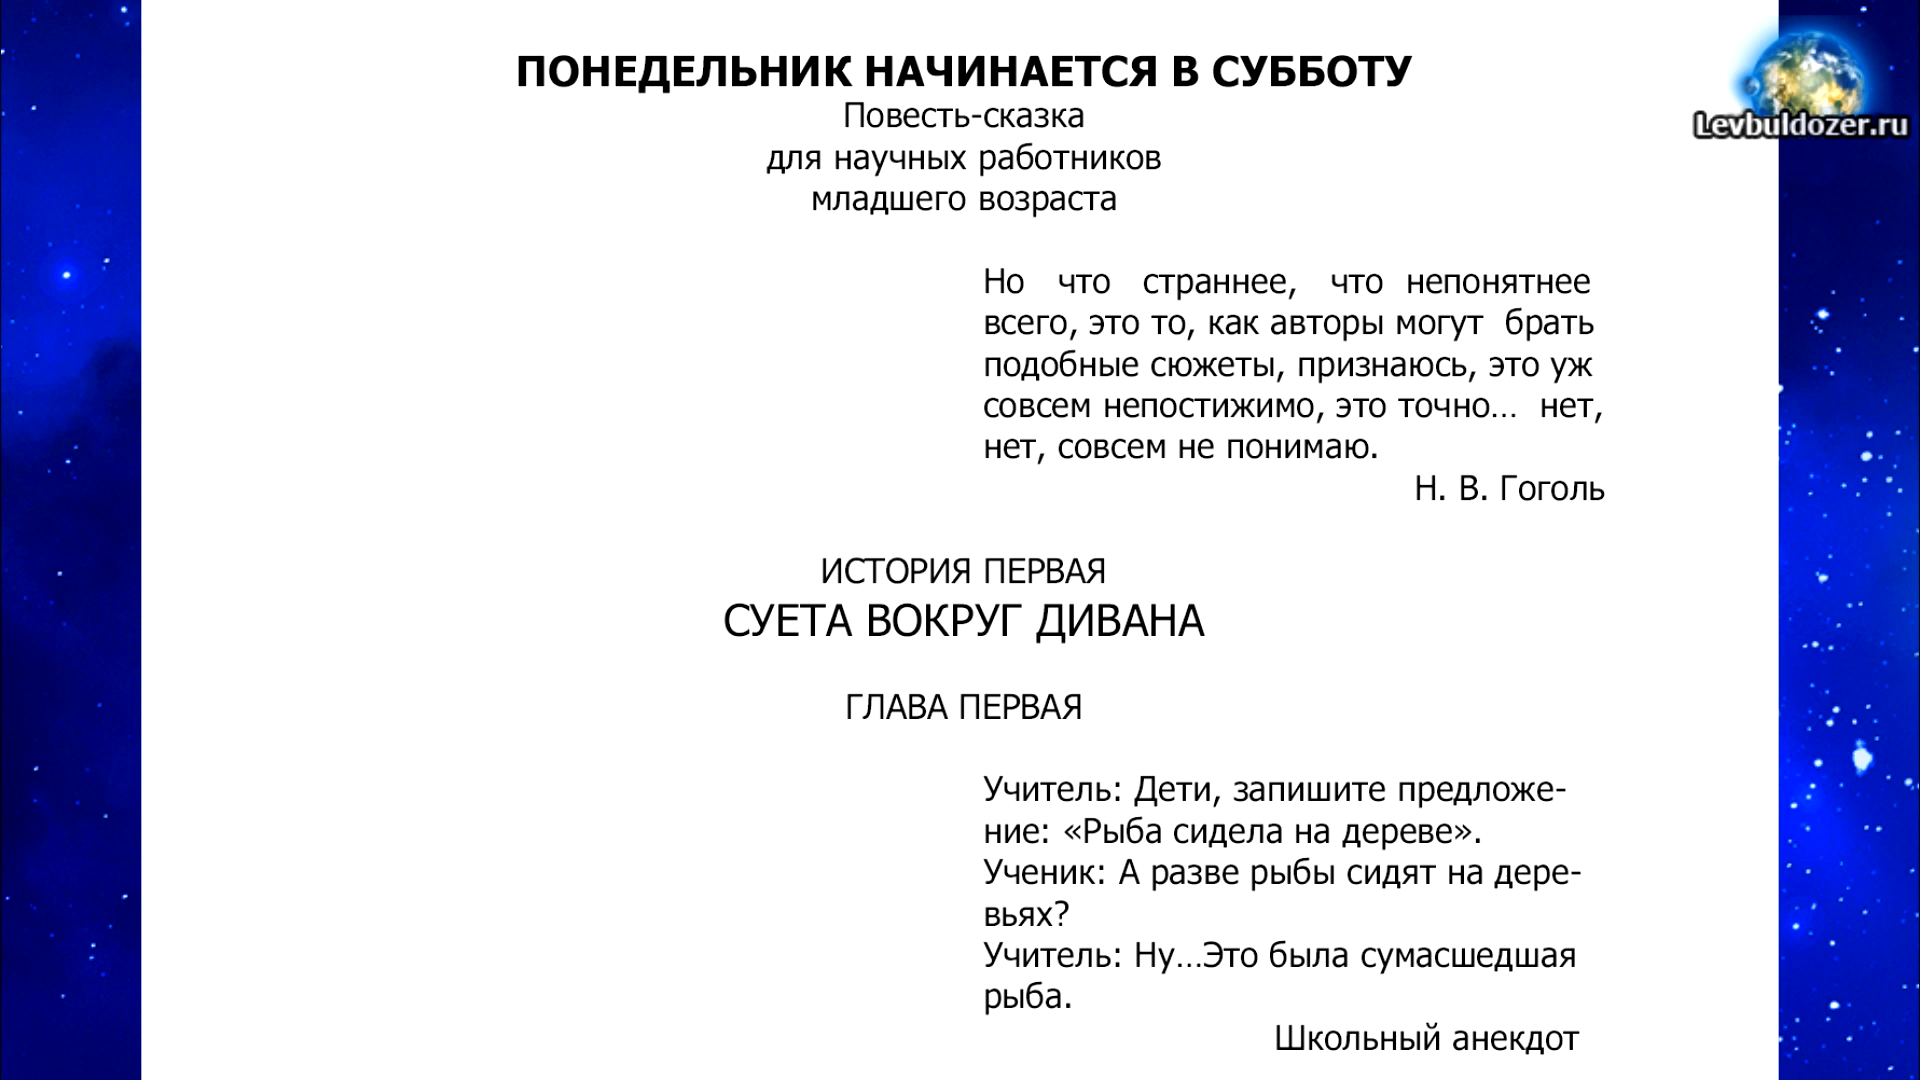 ПОНЕДЕЛЬНИК НАЧИНАЕТСЯ В СУББОТУ
Повесть-сказка
для научных работников
младшего возраста
Levbuldozer.ru
Но что страннее, что непонятнее
всего, это то, как авторы могут брать
подобные сюжеты, признаюсь, это уж
совсем непостижимо, это точно... нет,
нет, совсем не понимаю.
Н. В. Гоголь
ИСТОРИЯ ПЕРВАЯ
СУЕТА ВОКРУГ ДИВАНА
ГЛАВА ПЕРВАЯ
Учитель: Дети, запишите предложе-
ние: «Рыба сидела на дереве».
Ученик: А разве рыбы сидят на дере-
вьях?
Учитель: Ну...Это была сумасшедшая
рыба.
Школьный анекдот